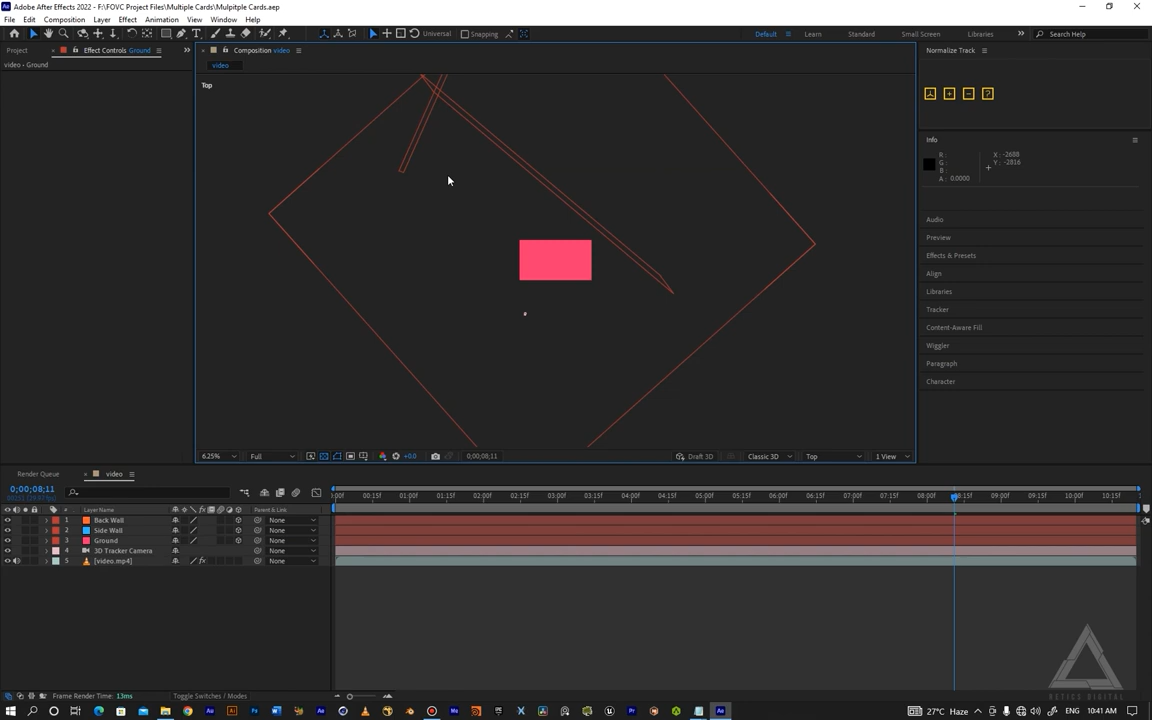 Adobe After Effects 2022 - F:\FOVC Project Files\Multiple Cards\Mulpitple Cards.aep
File Edit Composition Layer Effect Animation View Window Help
Universal Snapping Default Learn Standard Small Screen Libraries Search Help
Project Effect Controls Ground Composition video Normalize Track
video • Ground video
Top
Info
R: X: -2688
G: Y: -2816
B:
A: 0.0000
Audio
Preview
Effects & Presets
Align
Libraries
Tracker
Content-Aware Fill
Wiggler
Paragraph
Character
6.25% Full +0.0 0;00;08;11 Draft 3D Classic 3D Top 1 View
Render Queue video
0;00;08;11
# Layer Name Parent & Link
:00f 00:15f 01:00f 01:15f 02:00f 02:15f 03:00f 03:15f 04:00f 04:15f 05:00f 05:15f 06:00f 06:15f 07:00f 07:15f 08:00f 08:15f 09:00f 09:15f 10:00f 10:15f
1 Back Wall None
2 Side Wall None
3 Ground None
4 3D Tracker Camera None
5 [video.mp4] None
Frame Render Time: 13ms Toggle Switches / Modes
RETICS DIGITALS
27°C Haze ENG 10:41 AM